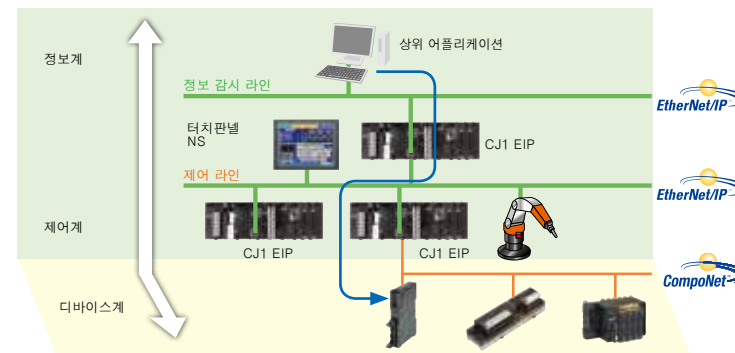 정보계
상위 어플리케이션
정보 감시 라인
EtherNet/IP
터치판넬
NS
CJ1 EIP
제어 라인
EtherNet/IP
제어계
CJ1 EIP
CJ1 EIP
CompoNet
디바이스계